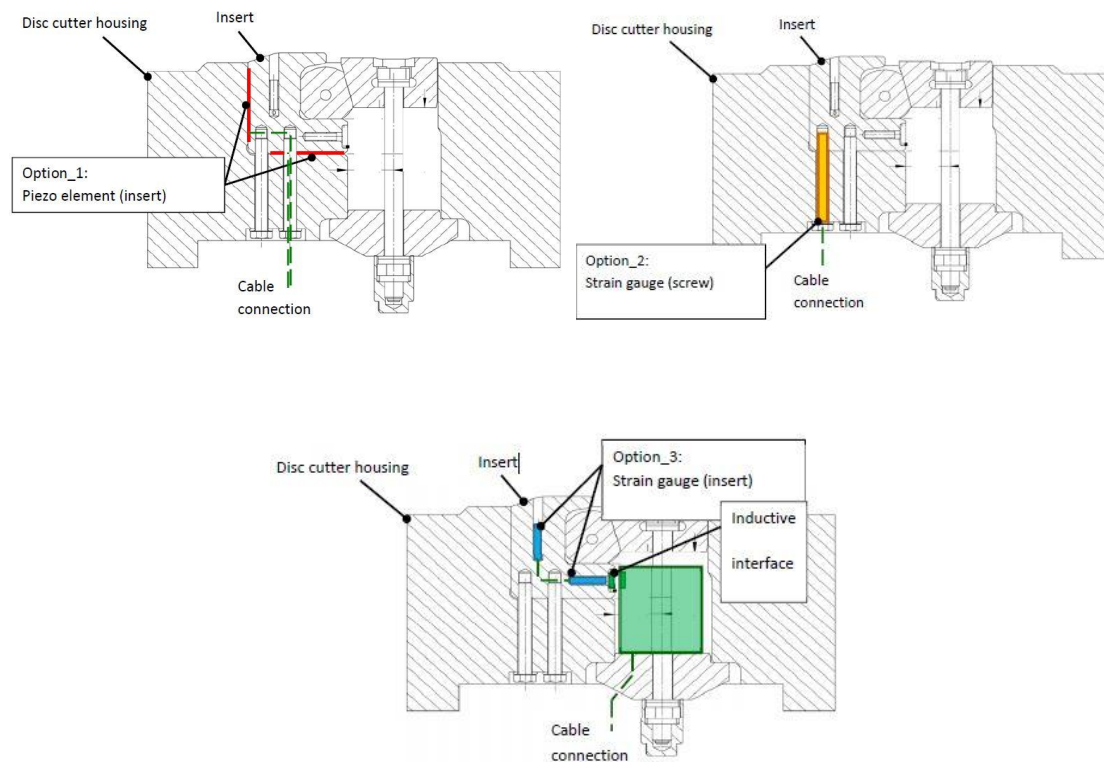 Disc cutter housing
Insert
Option_1:
Piezo element (insert)
Cable
connection
Disc cutter housing
Insert
Option_2:
Strain gauge (screw)
Cable
connection
Disc cutter housing
Insert
Option_3:
Strain gauge (insert)
Inductive
interface
Cable
connection